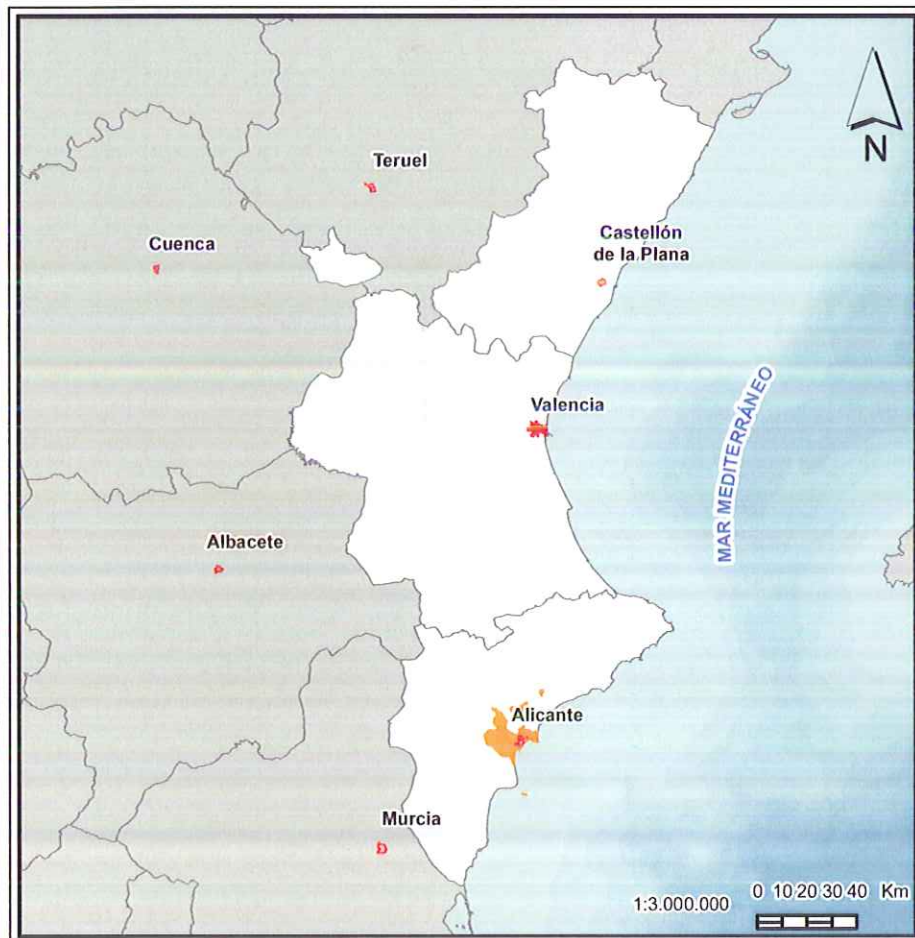 N
Teruel
Cuenca
Castellón
de la Plana
Valencia
MAR MEDITERRÁNEO
Albacete
Alicante
Murcia
1:3.000.000
0 10 20 30 40 Km